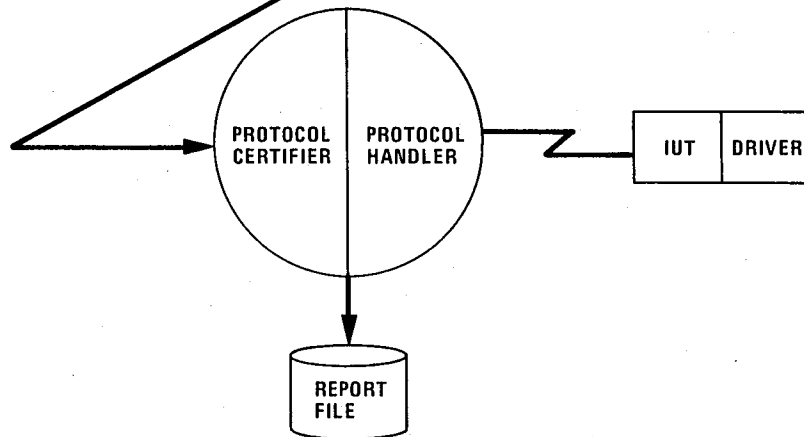 PROTOCOL
CERTIFIER
PROTOCOL
HANDLER
IUT
DRIVER
REPORT
FILE